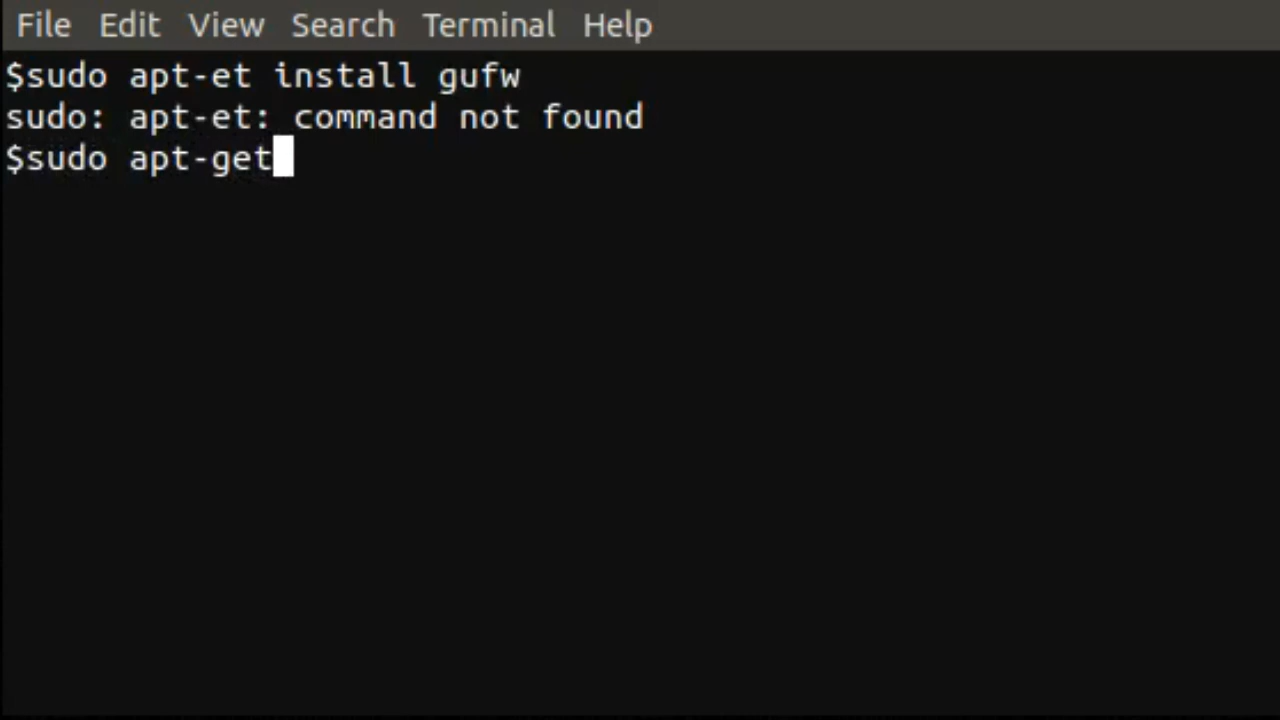 File Edit View Search Terminal Help
$sudo apt-et install gufw
sudo: apt-et: command not found
$sudo apt-get